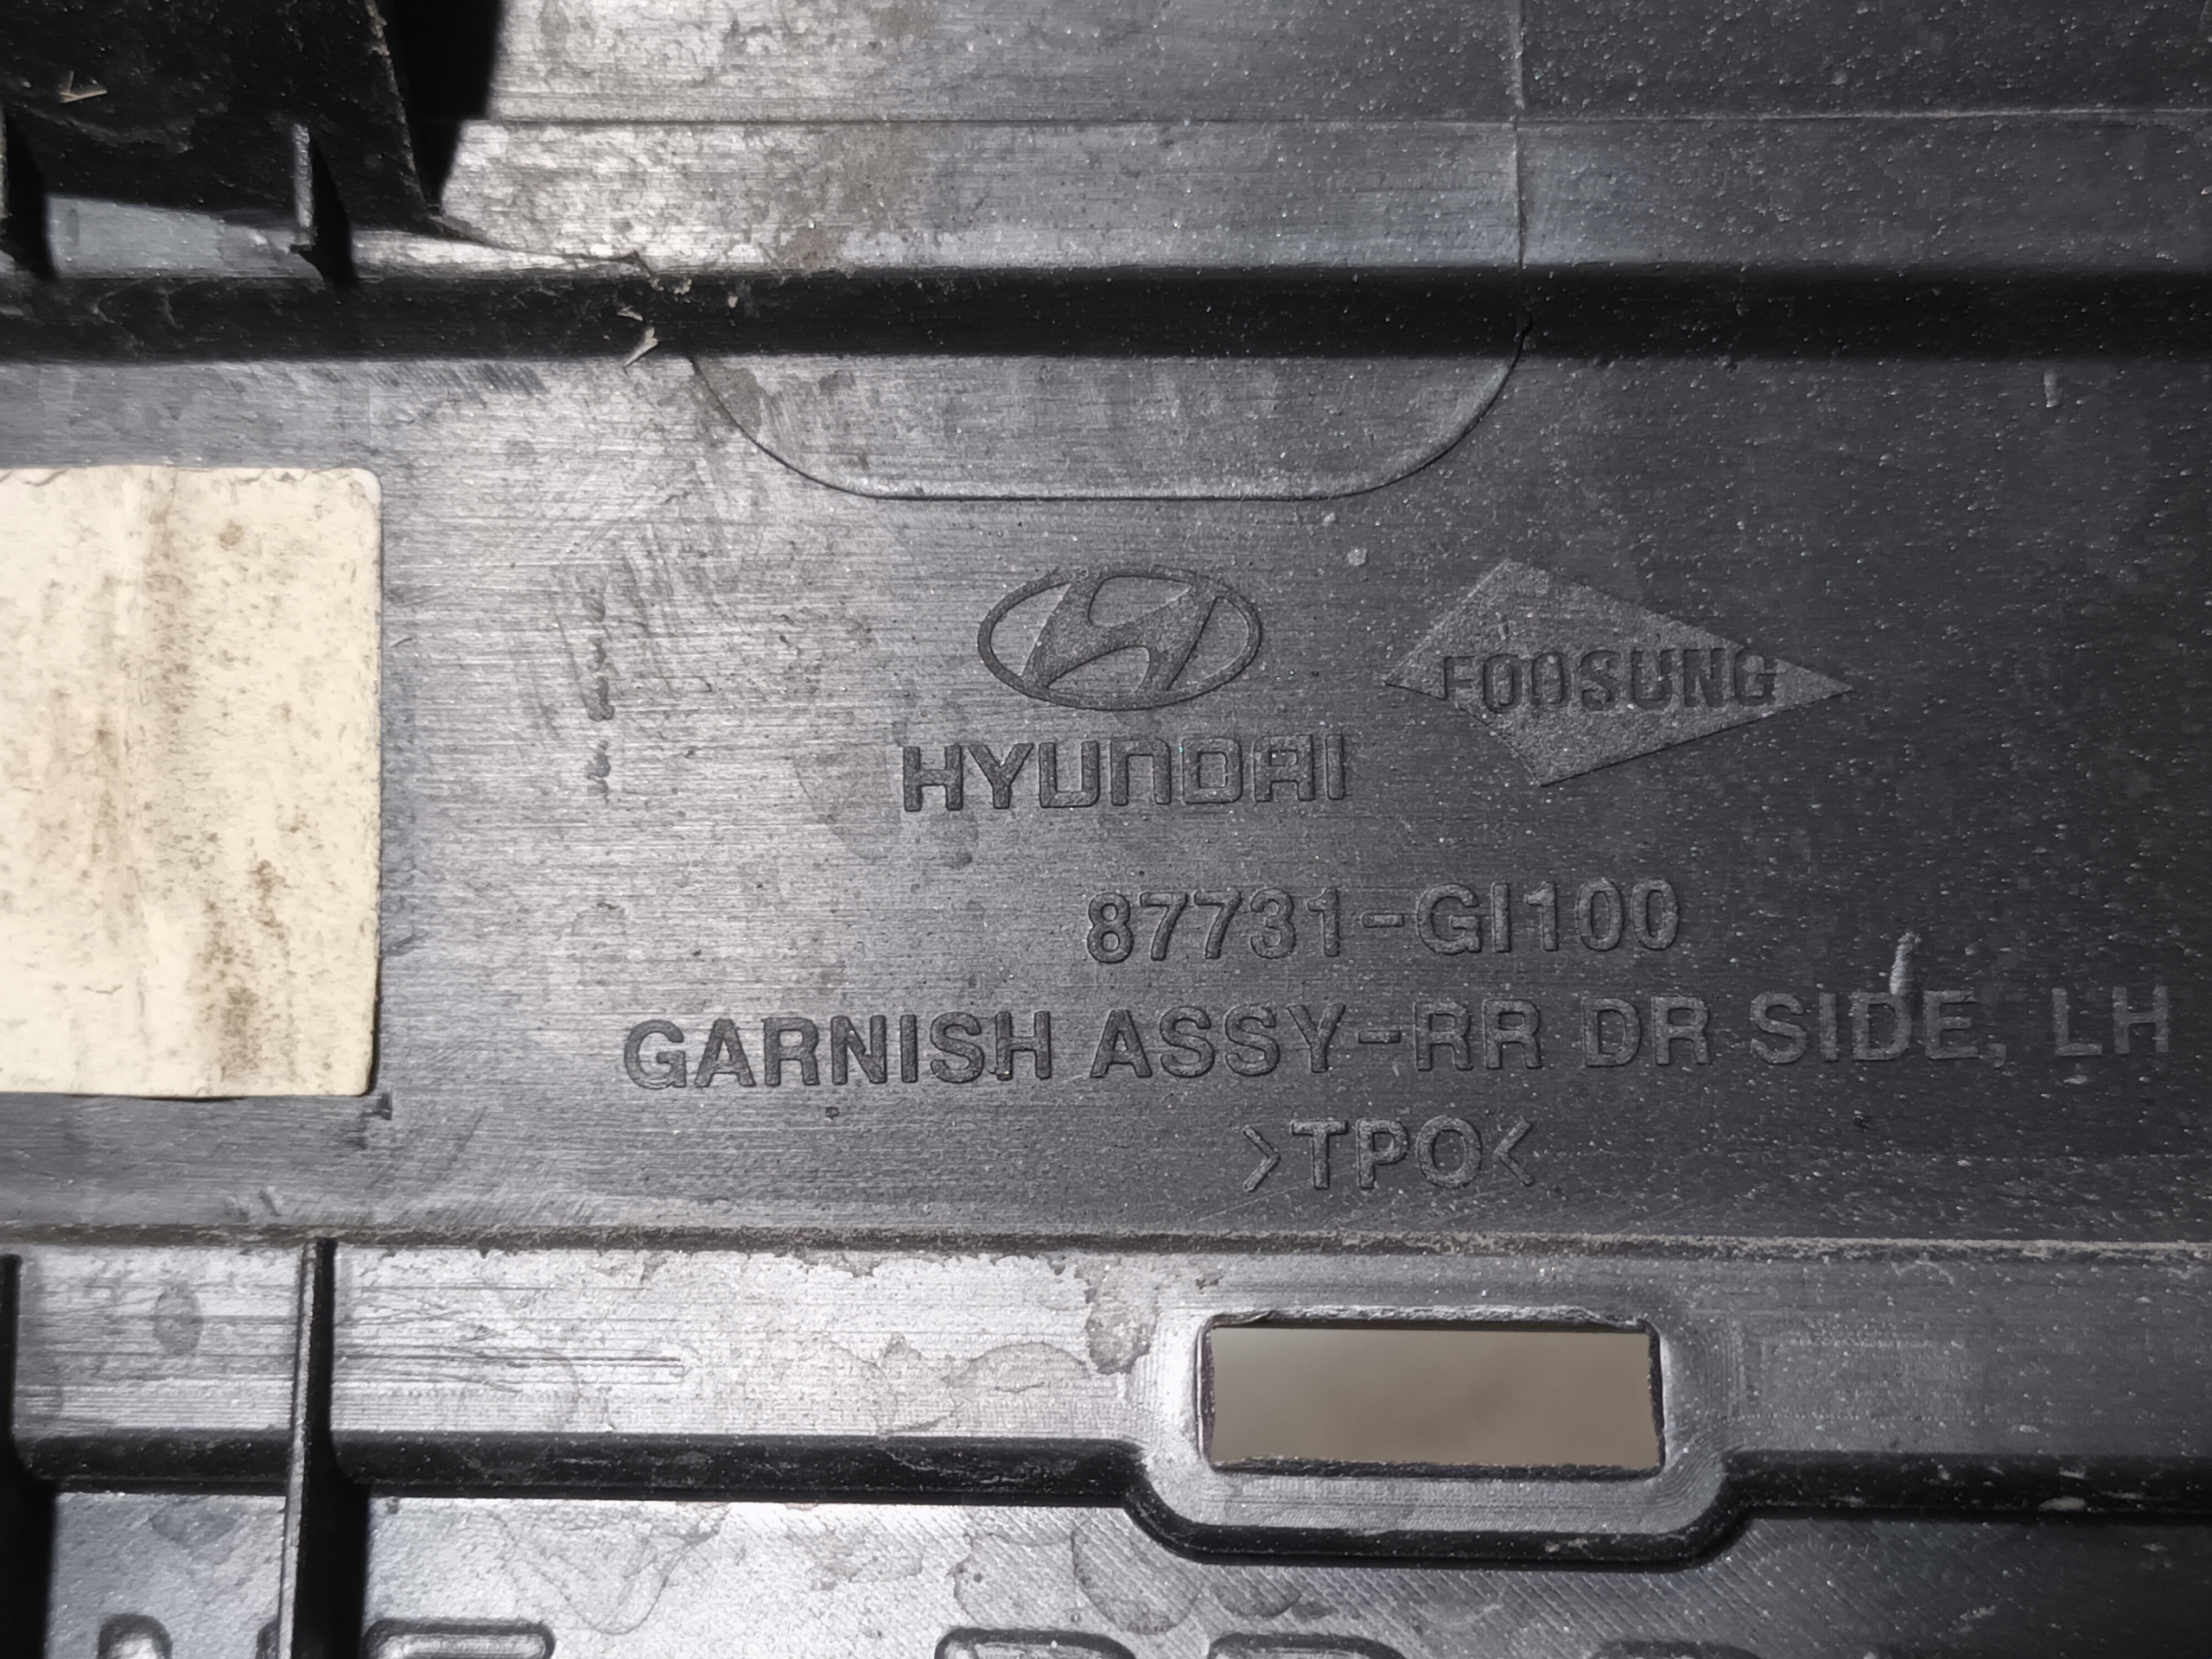 FOOSUNG
HYUNDAI
87731-GI100
GARNISH ASSY-RR DR SIDE, LH
>TPO<